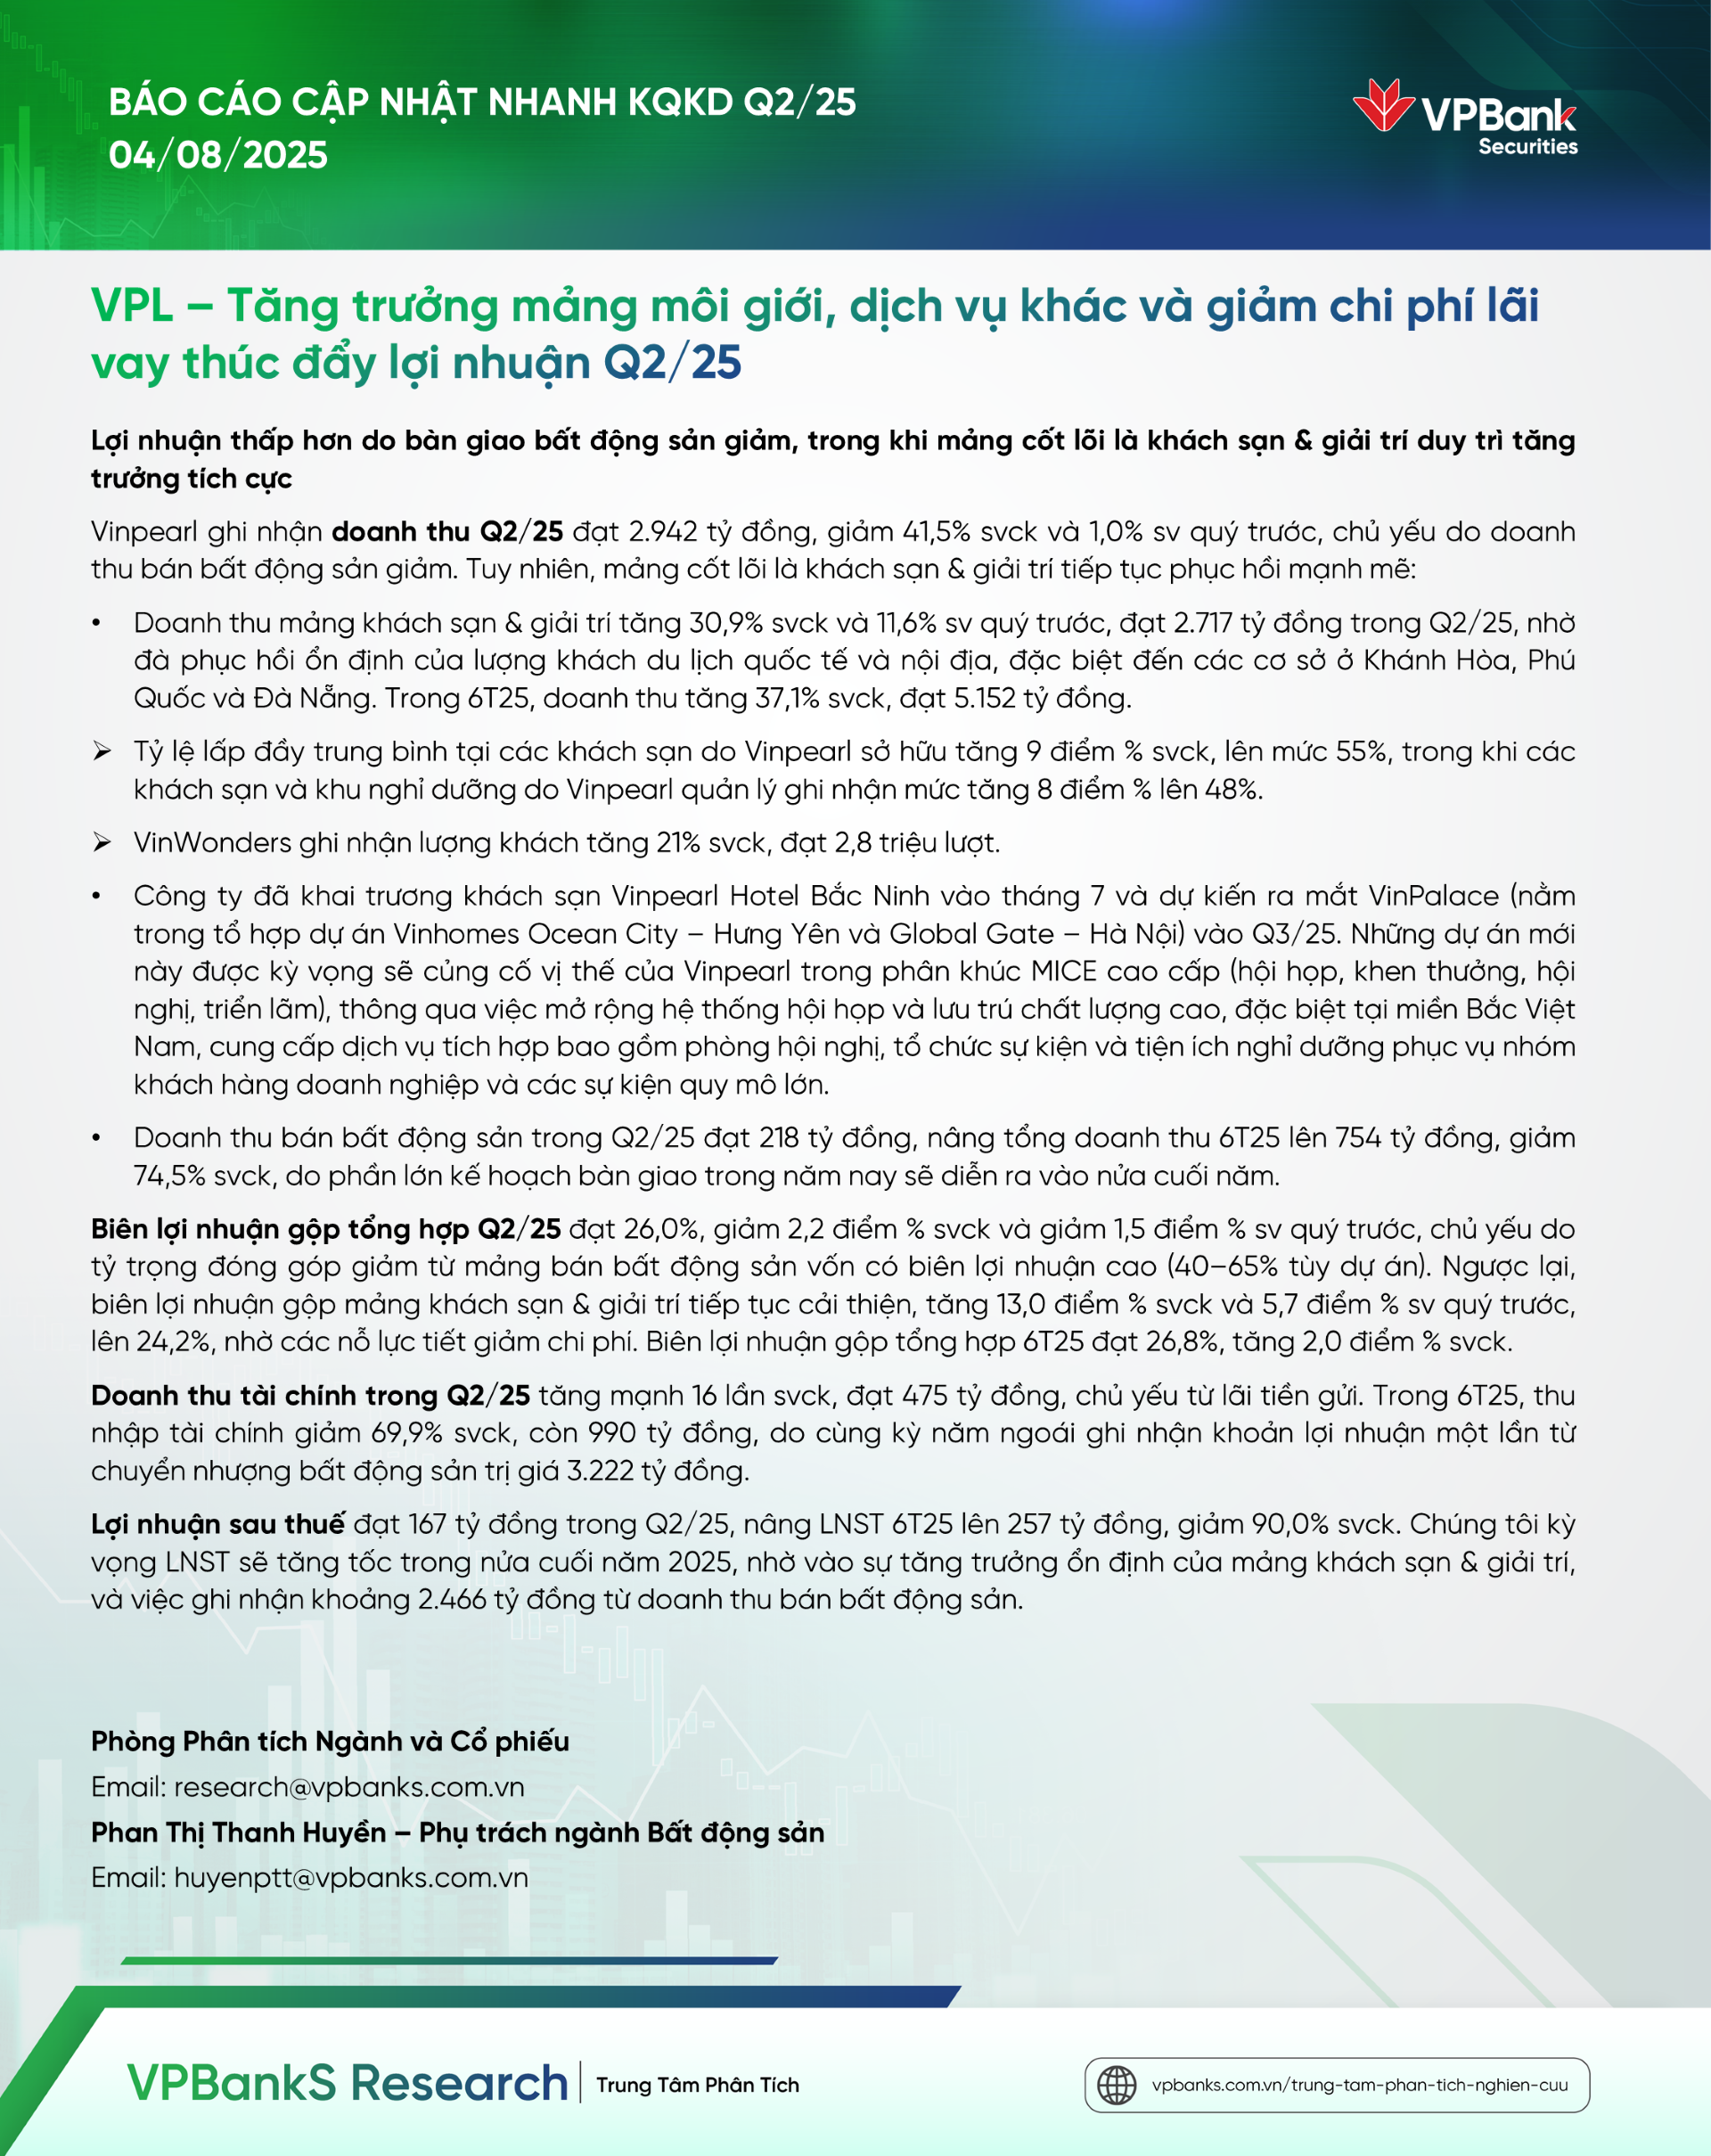 BÁO CÁO CẬP NHẬT NHANH KQKD Q2/25
04/08/2025
VPBank
Securities
VPL – Tăng trưởng mảng môi giới, dịch vụ khác và giảm chi phí lãi
vay thúc đẩy lợi nhuận Q2/25
Lợi nhuận thấp hơn do bàn giao bất động sản giảm, trong khi mảng cốt lõi là khách sạn & giải trí duy trì tăng
trưởng tích cực
Vinpearl ghi nhận doanh thu Q2/25 đạt 2.942 tỷ đồng, giảm 41,5% svck và 1,0% sv quý trước, chủ yếu do doanh
thu bán bất động sản giảm. Tuy nhiên, mảng cốt lõi là khách sạn & giải trí tiếp tục phục hồi mạnh mẽ:
• Doanh thu mảng khách sạn & giải trí tăng 30,9% svck và 11,6% sv quý trước, đạt 2.717 tỷ đồng trong Q2/25, nhờ
đà phục hồi ổn định của lượng khách du lịch quốc tế và nội địa, đặc biệt đến các cơ sở ở Khánh Hòa, Phú
Quốc và Đà Nẵng. Trong 6T25, doanh thu tăng 37,1% svck, đạt 5.152 tỷ đồng.
➢ Tỷ lệ lấp đầy trung bình tại các khách sạn do Vinpearl sở hữu tăng 9 điểm % svck, lên mức 55%, trong khi các
khách sạn và khu nghỉ dưỡng do Vinpearl quản lý ghi nhận mức tăng 8 điểm % lên 48%.
➢ VinWonders ghi nhận lượng khách tăng 21% svck, đạt 2,8 triệu lượt.
• Công ty đã khai trương khách sạn Vinpearl Hotel Bắc Ninh vào tháng 7 và dự kiến ra mắt VinPalace (nằm
trong tổ hợp dự án Vinhomes Ocean City – Hưng Yên và Global Gate – Hà Nội) vào Q3/25. Những dự án mới
này được kỳ vọng sẽ củng cố vị thế của Vinpearl trong phân khúc MICE cao cấp (hội họp, khen thưởng, hội
nghị, triển lãm), thông qua việc mở rộng hệ thống hội họp và lưu trú chất lượng cao, đặc biệt tại miền Bắc Việt
Nam, cung cấp dịch vụ tích hợp bao gồm phòng hội nghị, tổ chức sự kiện và tiện ích nghỉ dưỡng phục vụ nhóm
khách hàng doanh nghiệp và các sự kiện quy mô lớn.
• Doanh thu bán bất động sản trong Q2/25 đạt 218 tỷ đồng, nâng tổng doanh thu 6T25 lên 754 tỷ đồng, giảm
74,5% svck, do phần lớn kế hoạch bàn giao trong năm nay sẽ diễn ra vào nửa cuối năm.
Biên lợi nhuận gộp tổng hợp Q2/25 đạt 26,0%, giảm 2,2 điểm % svck và giảm 1,5 điểm % sv quý trước, chủ yếu do
tỷ trọng đóng góp giảm từ mảng bán bất động sản vốn có biên lợi nhuận cao (40–65% tùy dự án). Ngược lại,
biên lợi nhuận gộp mảng khách sạn & giải trí tiếp tục cải thiện, tăng 13,0 điểm % svck và 5,7 điểm % sv quý trước,
lên 24,2%, nhờ các nỗ lực tiết giảm chi phí. Biên lợi nhuận gộp tổng hợp 6T25 đạt 26,8%, tăng 2,0 điểm % svck.
Doanh thu tài chính trong Q2/25 tăng mạnh 16 lần svck, đạt 475 tỷ đồng, chủ yếu từ lãi tiền gửi. Trong 6T25, thu
nhập tài chính giảm 69,9% svck, còn 990 tỷ đồng, do cùng kỳ năm ngoái ghi nhận khoản lợi nhuận một lần từ
chuyển nhượng bất động sản trị giá 3.222 tỷ đồng.
Lợi nhuận sau thuế đạt 167 tỷ đồng trong Q2/25, nâng LNST 6T25 lên 257 tỷ đồng, giảm 90,0% svck. Chúng tôi kỳ
vọng LNST sẽ tăng tốc trong nửa cuối năm 2025, nhờ vào sự tăng trưởng ổn định của mảng khách sạn & giải trí,
và việc ghi nhận khoảng 2.466 tỷ đồng từ doanh thu bán bất động sản.
Phòng Phân tích Ngành và Cổ phiếu
Email: research@vpbanks.com.vn
Phan Thị Thanh Huyền – Phụ trách ngành Bất động sản
Email: huyenptt@vpbanks.com.vn
VPBankS Research | Trung Tâm Phân Tích
vpbanks.com.vn/trung-tam-phan-tich-nghien-cuu